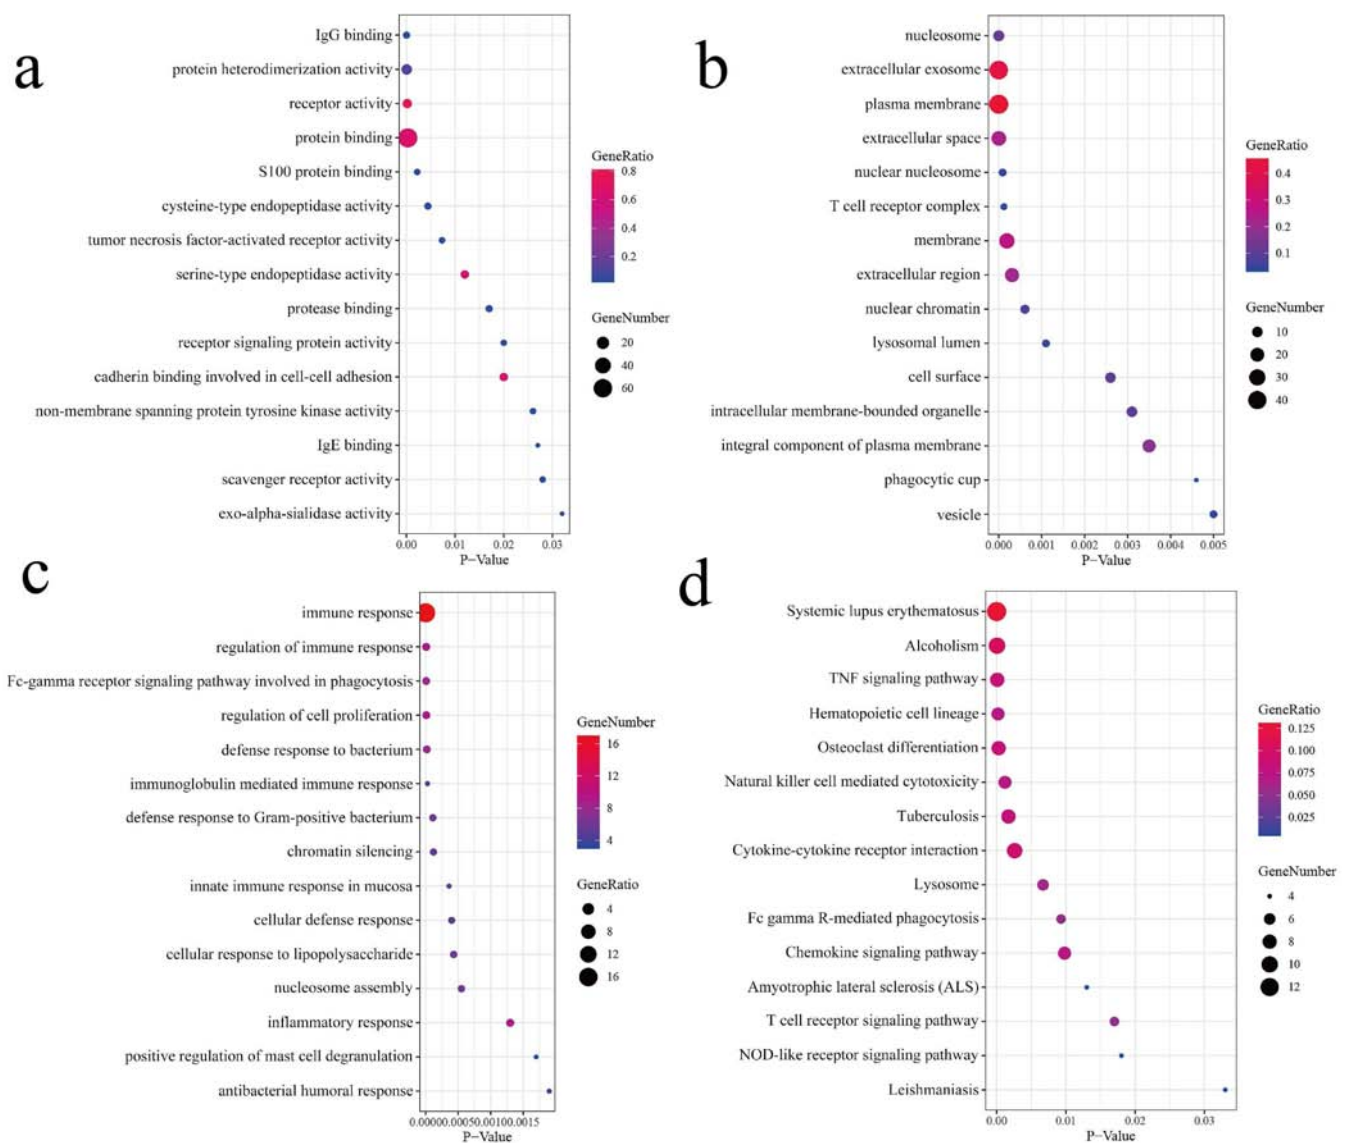 a
IgG binding
protein heterodimerization activity
receptor activity
protein binding
S100 protein binding
cysteine-type endopeptidase activity
tumor necrosis factor-activated receptor activity
serine-type endopeptidase activity
protease binding
receptor signaling protein activity
cadherin binding involved in cell-cell adhesion
non-membrane spanning protein tyrosine kinase activity
IgE binding
scavenger receptor activity
exo-alpha-sialidase activity
0.00 0.01 0.02 0.03
P-Value
GeneRatio
0.8
0.6
0.4
0.2
GeneNumber
20
40
60
b
nucleosome
extracellular exosome
plasma membrane
extracellular space
nuclear nucleosome
T cell receptor complex
membrane
extracellular region
nuclear chromatin
lysosomal lumen
cell surface
intracellular membrane-bounded organelle
integral component of plasma membrane
phagocytic cup
vesicle
0.000 0.001 0.002 0.003 0.004 0.005
P-Value
GeneRatio
0.4
0.3
0.2
0.1
GeneNumber
10
20
30
40
c
immune response
regulation of immune response
Fc-gamma receptor signaling pathway involved in phagocytosis
regulation of cell proliferation
defense response to bacterium
immunoglobulin mediated immune response
defense response to Gram-positive bacterium
chromatin silencing
innate immune response in mucosa
cellular defense response
cellular response to lipopolysaccharide
nucleosome assembly
inflammatory response
positive regulation of mast cell degranulation
antibacterial humoral response
0.0000 0.0005 0.0010 0.0015
P-Value
GeneNumber
16
12
8
4
GeneRatio
4
8
12
16
d
Systemic lupus erythematosus
Alcoholism
TNF signaling pathway
Hematopoietic cell lineage
Osteoclast differentiation
Natural killer cell mediated cytotoxicity
Tuberculosis
Cytokine-cytokine receptor interaction
Lysosome
Fc gamma R-mediated phagocytosis
Chemokine signaling pathway
Amyotrophic lateral sclerosis (ALS)
T cell receptor signaling pathway
NOD-like receptor signaling pathway
Leishmaniasis
0.00 0.01 0.02 0.03
P-Value
GeneRatio
0.125
0.100
0.075
0.050
0.025
GeneNumber
4
6
8
10
12